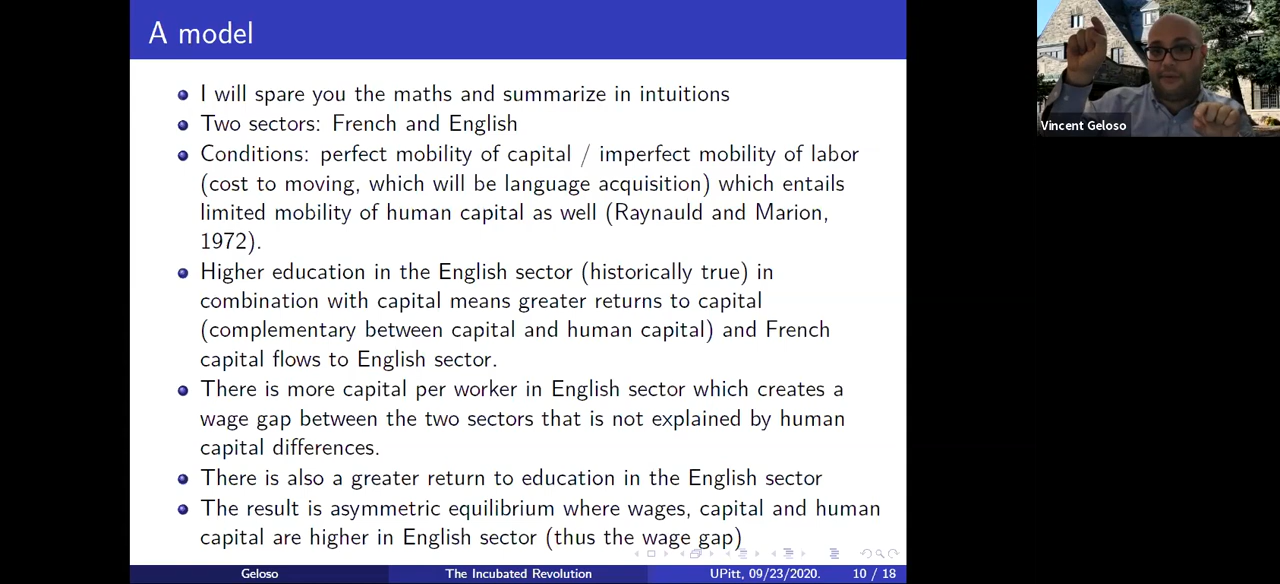 A model
I will spare you the maths and summarize in intuitions
Two sectors: French and English
Conditions: perfect mobility of capital / imperfect mobility of labor
(cost to moving, which will be language acquisition) which entails
limited mobility of human capital as well (Raynauld and Marion,
1972).
Higher education in the English sector (historically true) in
combination with capital means greater returns to capital
(complementary between capital and human capital) and French
capital flows to English sector.
There is more capital per worker in English sector which creates a
wage gap between the two sectors that is not explained by human
capital differences.
There is also a greater return to education in the English sector
The result is asymmetric equilibrium where wages, capital and human
capital are higher in English sector (thus the wage gap)
Geloso The Incubated Revolution UPitt, 09/23/2020. 10 / 18
Vincent Geloso